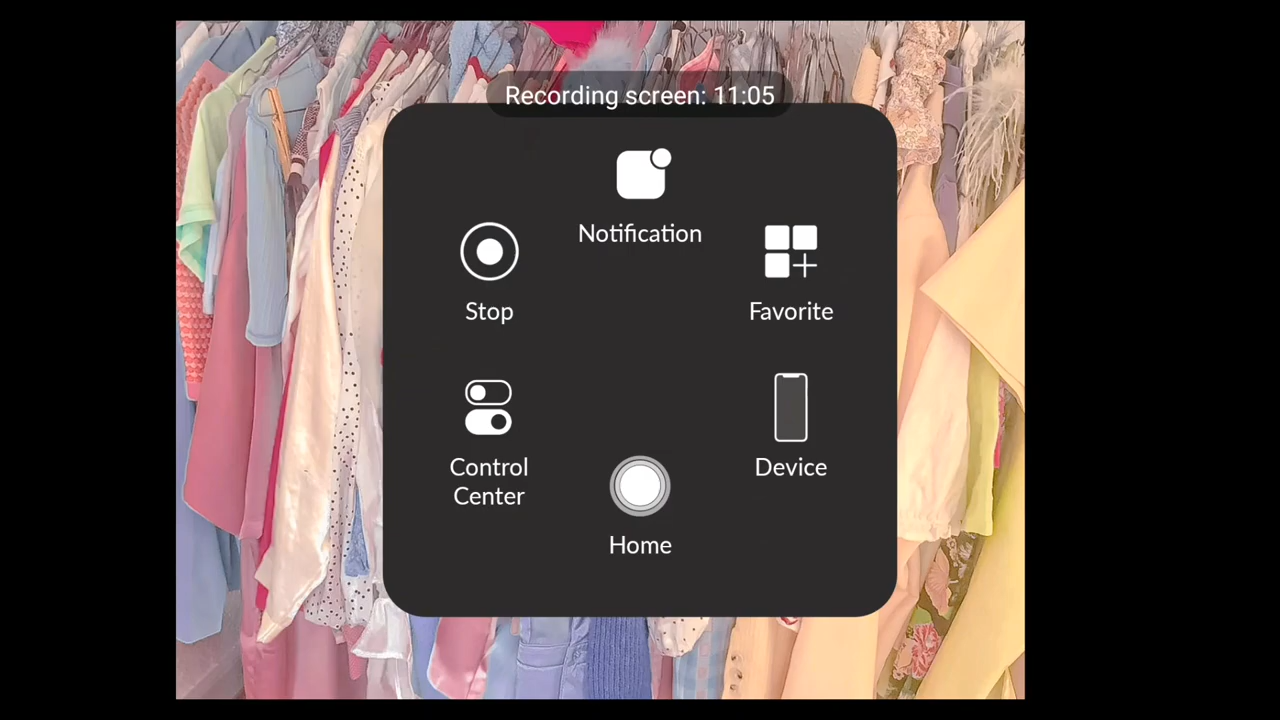 Recording screen: 11:05
Notification
Stop
Favorite
Control
Center
Device
Home